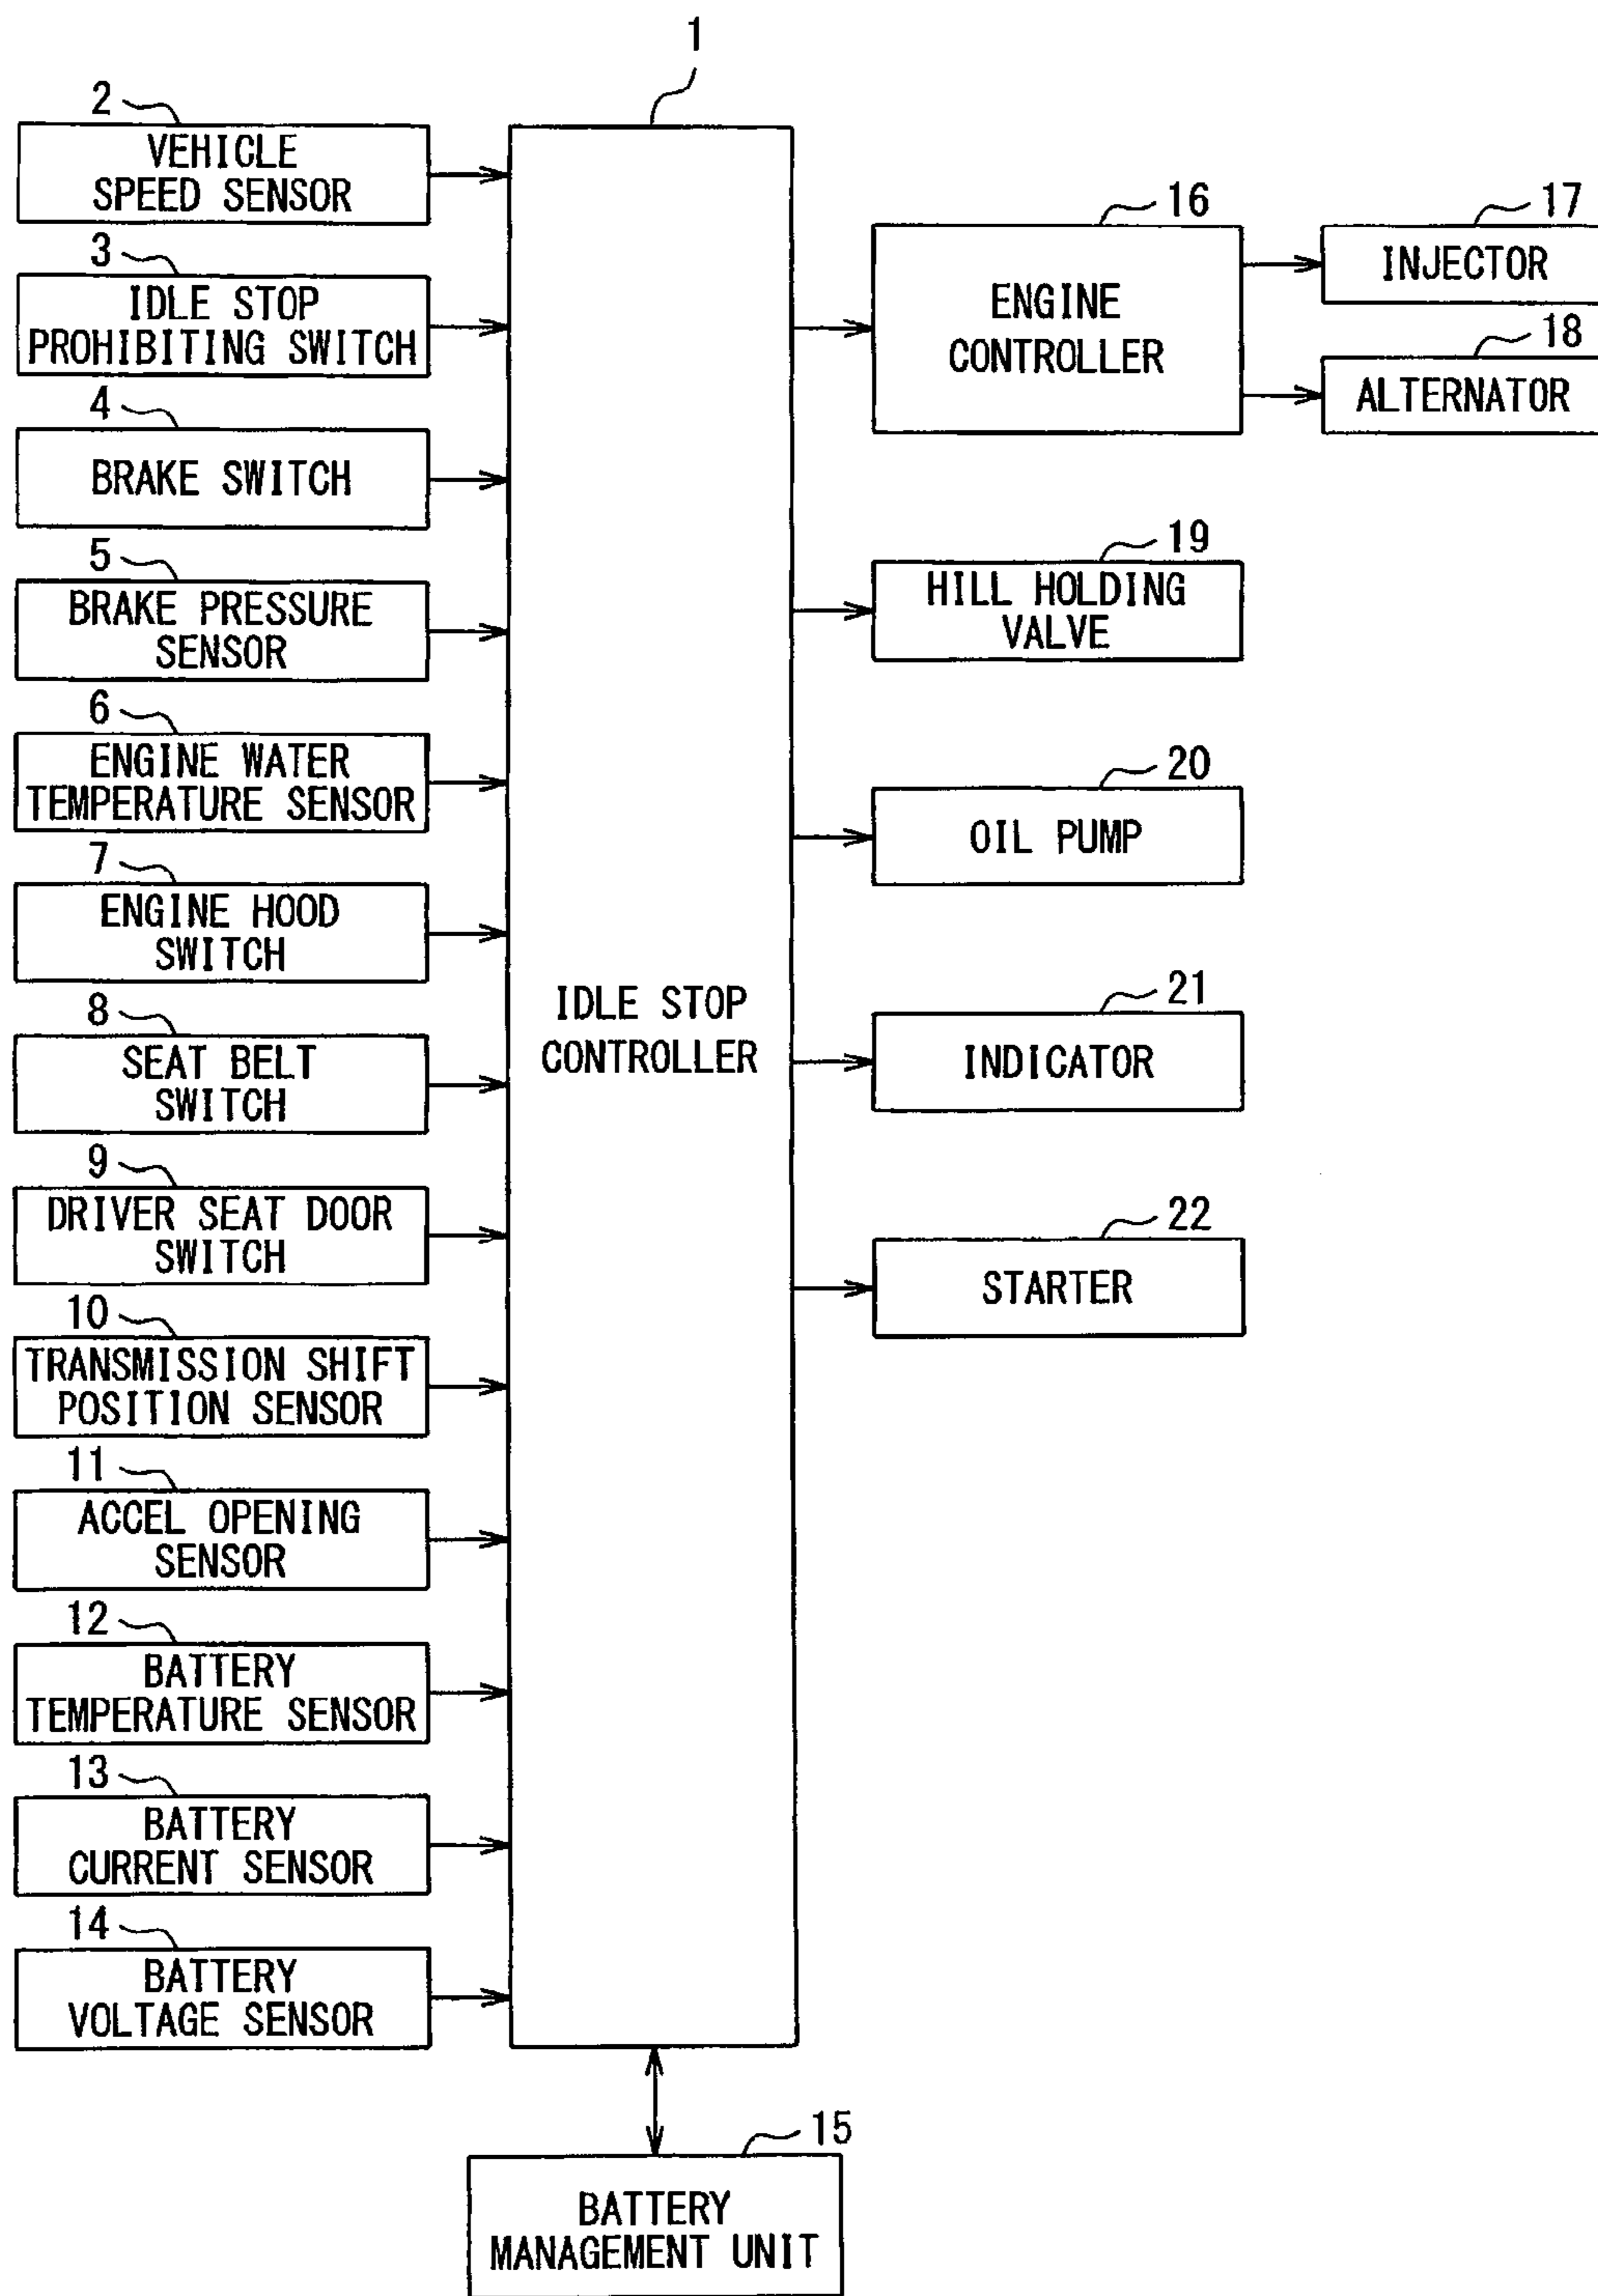 1
2
VEHICLE
SPEED SENSOR
3
IDLE STOP
PROHIBITING SWITCH
4
BRAKE SWITCH
5
BRAKE PRESSURE
SENSOR
6
ENGINE WATER
TEMPERATURE SENSOR
7
ENGINE HOOD
SWITCH
8
SEAT BELT
SWITCH
9
DRIVER SEAT DOOR
SWITCH
10
TRANSMISSION SHIFT
POSITION SENSOR
11
ACCEL OPENING
SENSOR
12
BATTERY
TEMPERATURE SENSOR
13
BATTERY
CURRENT SENSOR
14
BATTERY
VOLTAGE SENSOR
IDLE STOP
CONTROLLER
15
BATTERY
MANAGEMENT UNIT
16
ENGINE
CONTROLLER
17
INJECTOR
18
ALTERNATOR
19
HILL HOLDING
VALVE
20
OIL PUMP
21
INDICATOR
22
STARTER